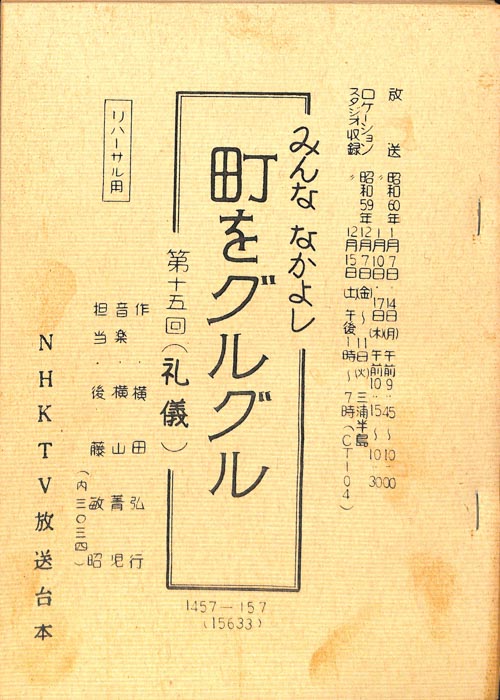 放送 昭和60年1月7日・14日(月)午前9:45〜10:00
〃 1月10日・17日(木)午前10:15〜10:30
ロケーション 昭和59年12月7日(金)〜11日(火)三浦半島
スタジオ収録 〃 12月15日(土)午後1時〜7時(CT-104)
みんな なかよし
町をグルグル
第十五回(礼儀)
リハーサル用
作・横田弘行
音楽・横山菁児
担当・後藤敏昭
(内三〇三四)
NHKTV放送台本
1457-157
(15633)